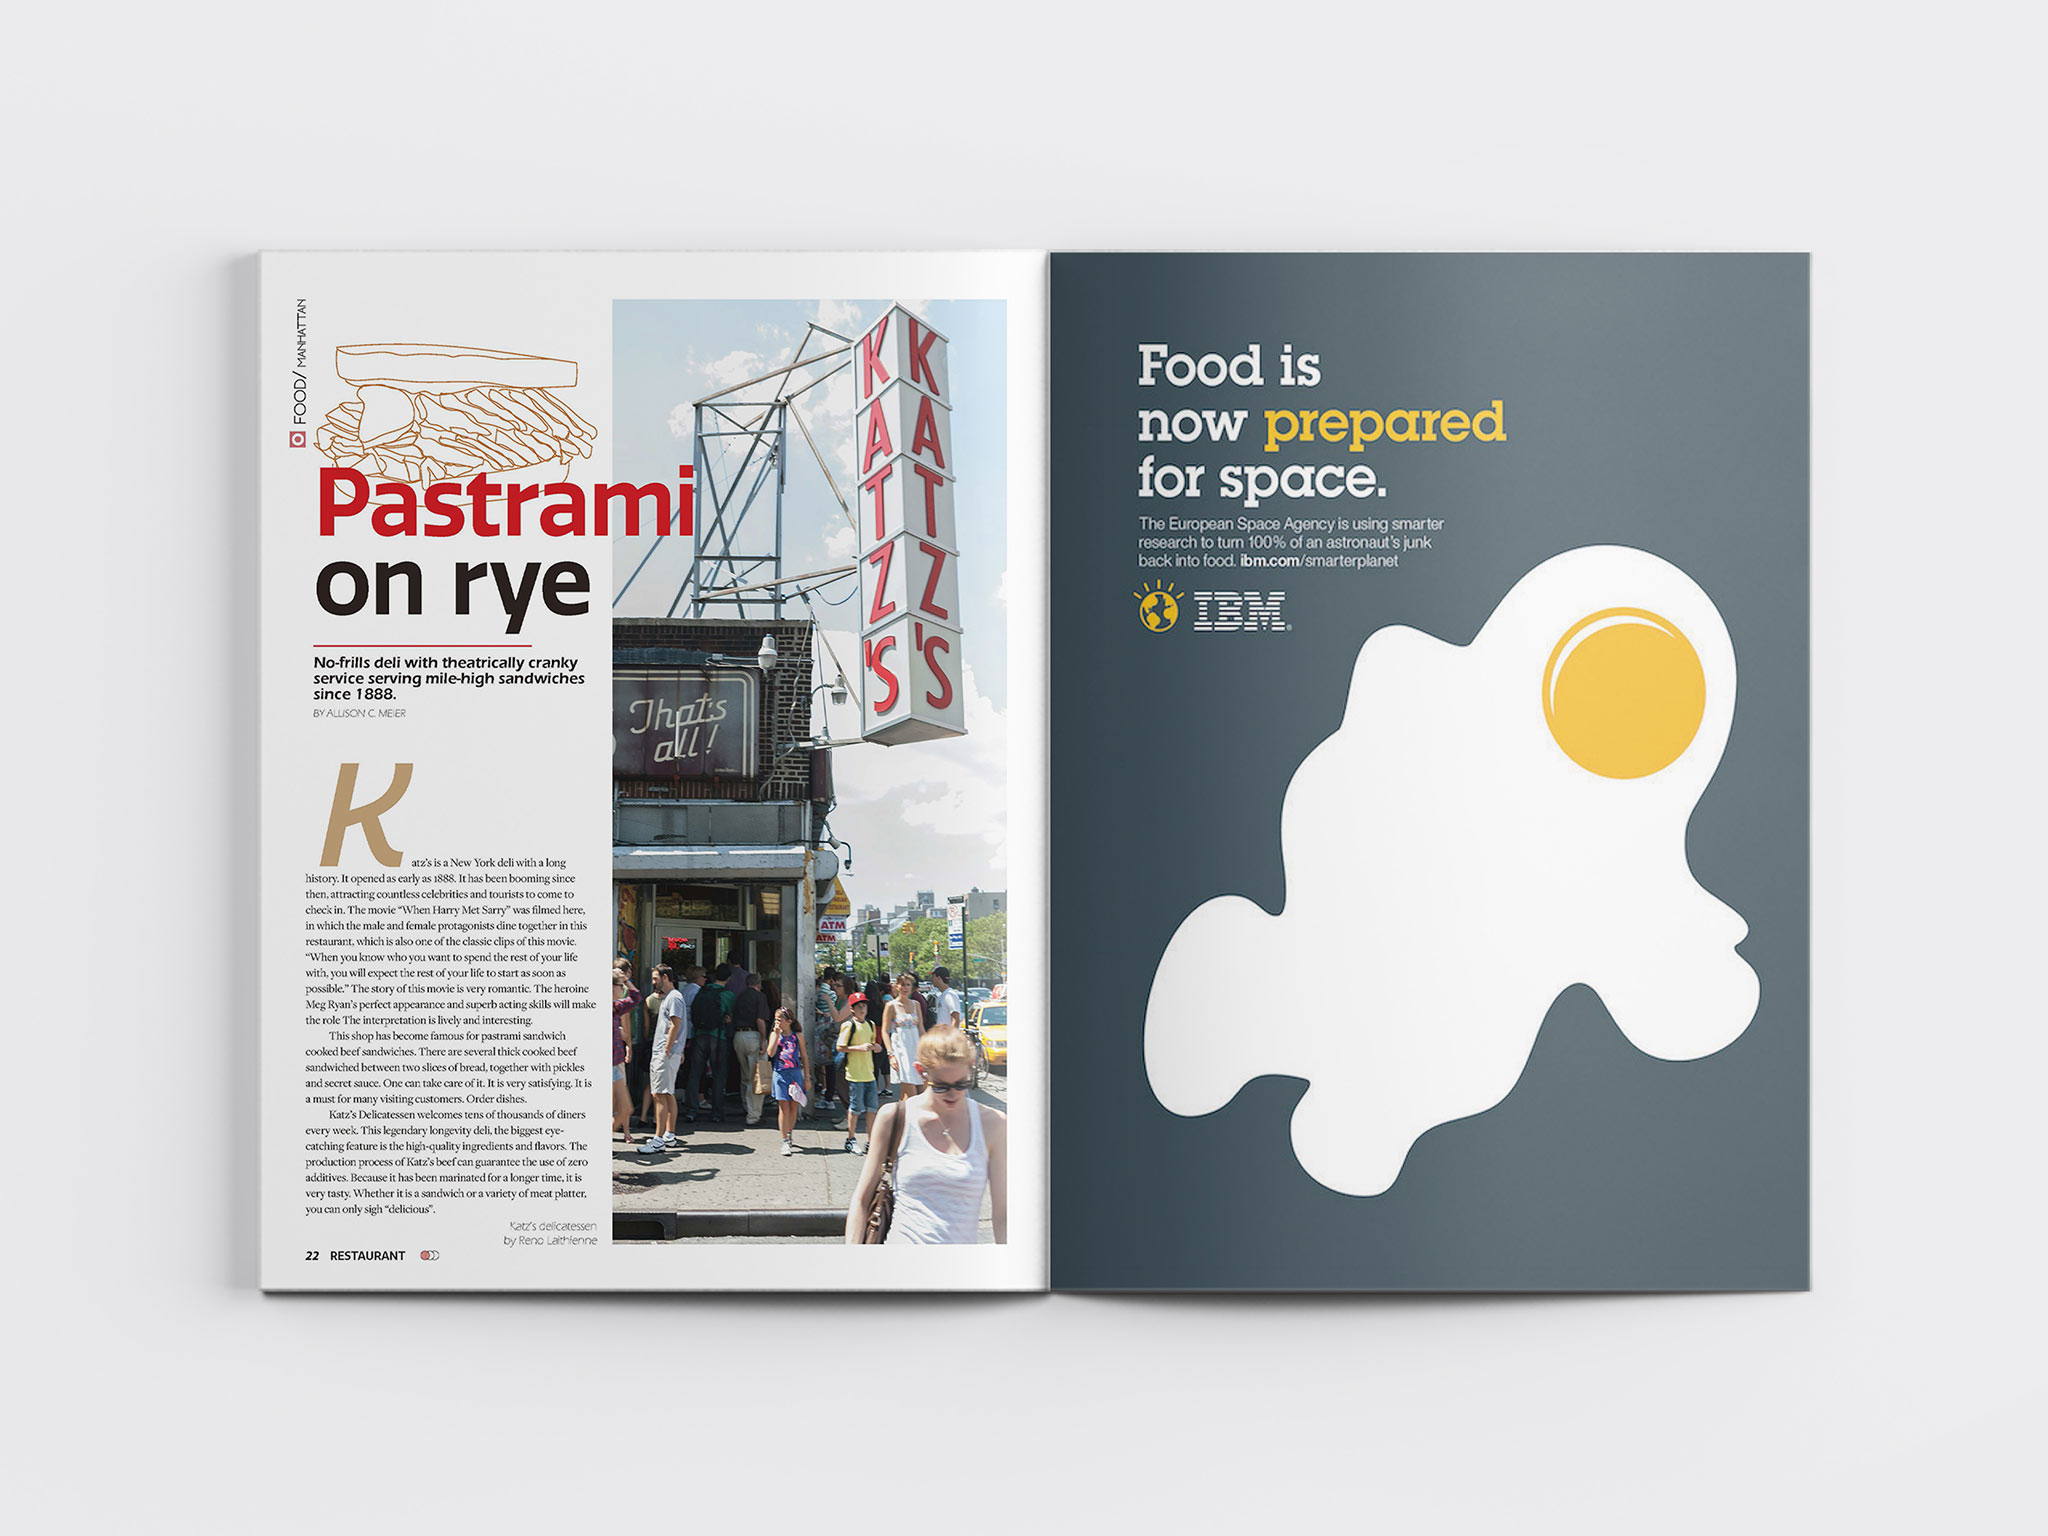 FOOD/ MANHATTAN
Pastrami
on rye
No-frills deli with theatrically cranky
service serving mile-high sandwiches
since 1888.
BY ALLISON C. MEIER
K
atz's is a New York deli with a long
history. It opened as early as 1888. It has been booming since
then, attracting countless celebrities and tourists to come to
check in. The movie “When Harry Met Sarry” was filmed here,
in which the male and female protagonists dine together in this
restaurant, which is also one of the classic clips of this movie.
“When you know who you want to spend the rest of your life
with, you will expect the rest of your life to start as soon as
possible.” The story of this movie is very romantic. The heroine
Meg Ryan's perfect appearance and superb acting skills will make
the role The interpretation is lively and interesting.
This shop has become famous for pastrami sandwich
cooked beef sandwiches. There are several thick cooked beef
sandwiched between two slices of bread, together with pickles
and secret sauce. One can take care of it. It is very satisfying. It is
a must for many visiting customers. Order dishes.
Katz's Delicatessen welcomes tens of thousands of diners
every week. This legendary longevity deli, the biggest eye-
catching feature is the high-quality ingredients and flavors. The
production process of Katz's beef can guarantee the use of zero
additives. Because it has been marinated for a longer time, it is
very tasty. Whether it is a sandwich or a variety of meat platter,
you can only sigh “delicious”.
Katz's delicatessen
by Reno Laithienne
22 RESTAURANT
KATZ'S
KATZ'S
That's
all!
ATM
ATM
Food is
now prepared
for space.
The European Space Agency is using smarter
research to turn 100% of an astronaut's junk
back into food. ibm.com/smarterplanet
IBM®